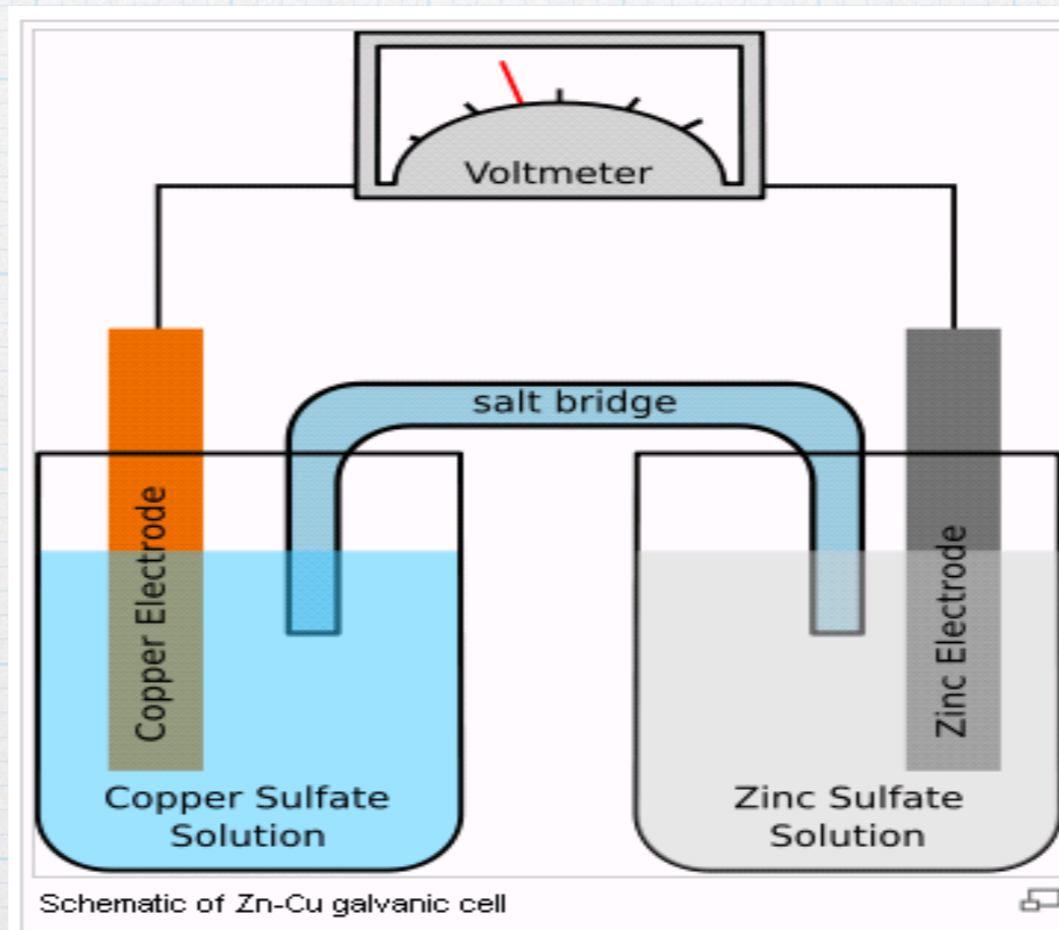 Voltmeter
salt bridge
Copper Electrode
Zinc Electrode
Copper Sulfate
Solution
Zinc Sulfate
Solution
Schematic of Zn-Cu galvanic cell